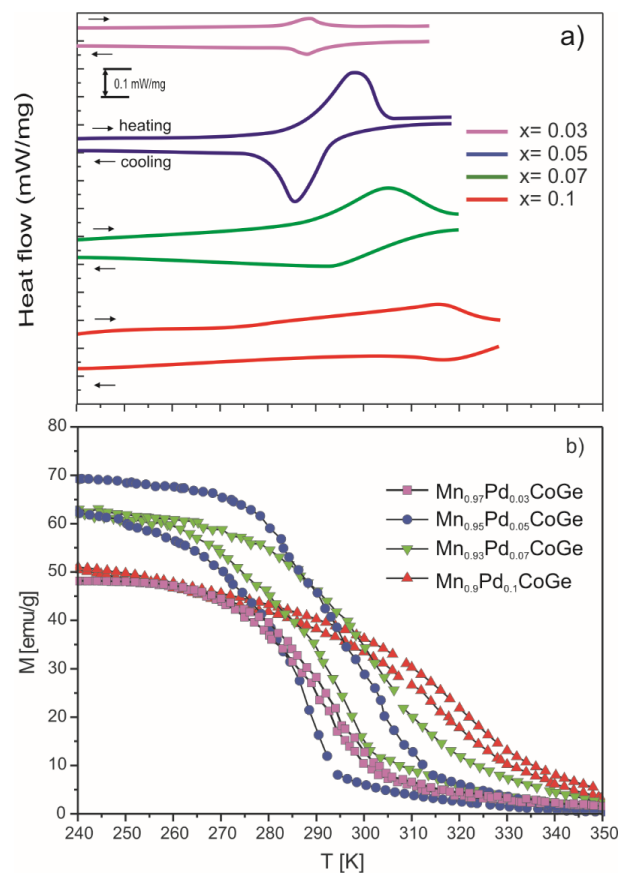 a)
0.1 mW/mg
heating
cooling
x= 0.03
x= 0.05
x= 0.07
x= 0.1
Heat flow (mW/mg)
b)
Mn0.97Pd0.03CoGe
Mn0.95Pd0.05CoGe
Mn0.93Pd0.07CoGe
Mn0.9Pd0.1CoGe
M [emu/g]
80
70
60
50
40
30
20
10
0
240 250 260 270 280 290 300 310 320 330 340 350
T [K]